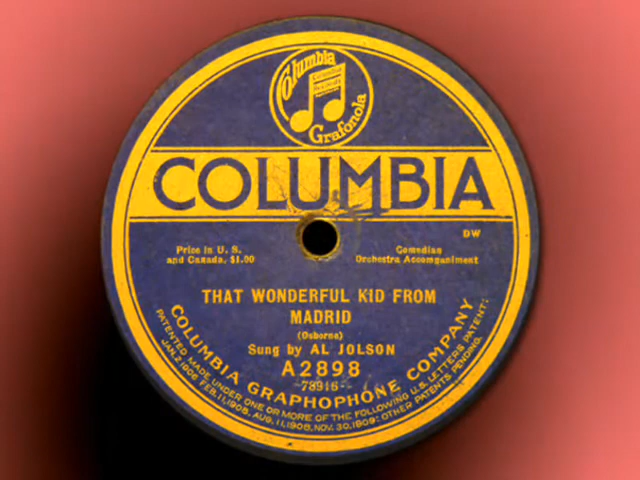 Columbia
Grafonola
COLUMBIA
DW
Price in U. S.
and Canada, $1.00
Comedian
Orchestra Accompaniment
THAT WONDERFUL KID FROM
MADRID
(Osborne)
Sung by AL JOLSON
A2898
-78916-
COLUMBIA GRAPHOPHONE COMPANY
PATENTED, MADE UNDER ONE OR MORE OF THE FOLLOWING U.S. LETTERS PATENT:
JAN. 2, 1906, FEB. 11, 1908, AUG. 11, 1908, NOV. 30, 1909; OTHER PATENTS PENDING.